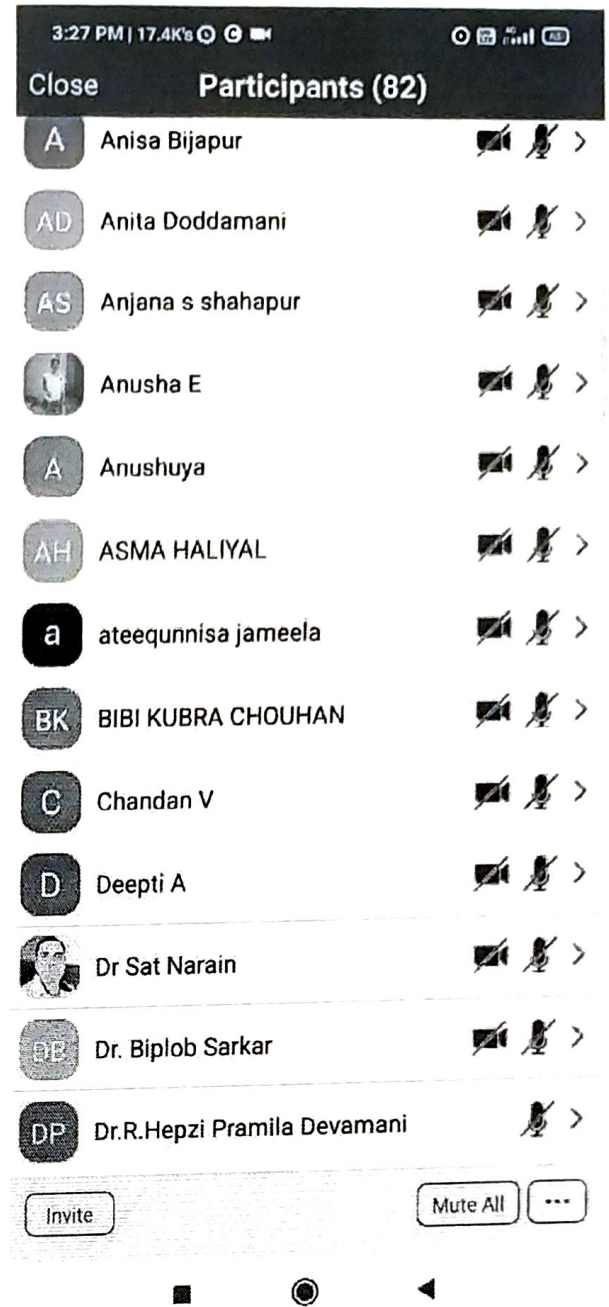 3:27 PM | 17.4K's
Close Participants (82)
A Anisa Bijapur
AD Anita Doddamani
AS Anjana s shahapur
Anusha E
A Anushuya
AH ASMA HALIYAL
a ateequnnisa jameela
BK BIBI KUBRA CHOUHAN
C Chandan V
D Deepti A
Dr Sat Narain
DB Dr. Biplob Sarkar
DP Dr.R.Hepzi Pramila Devamani
Invite Mute All ...